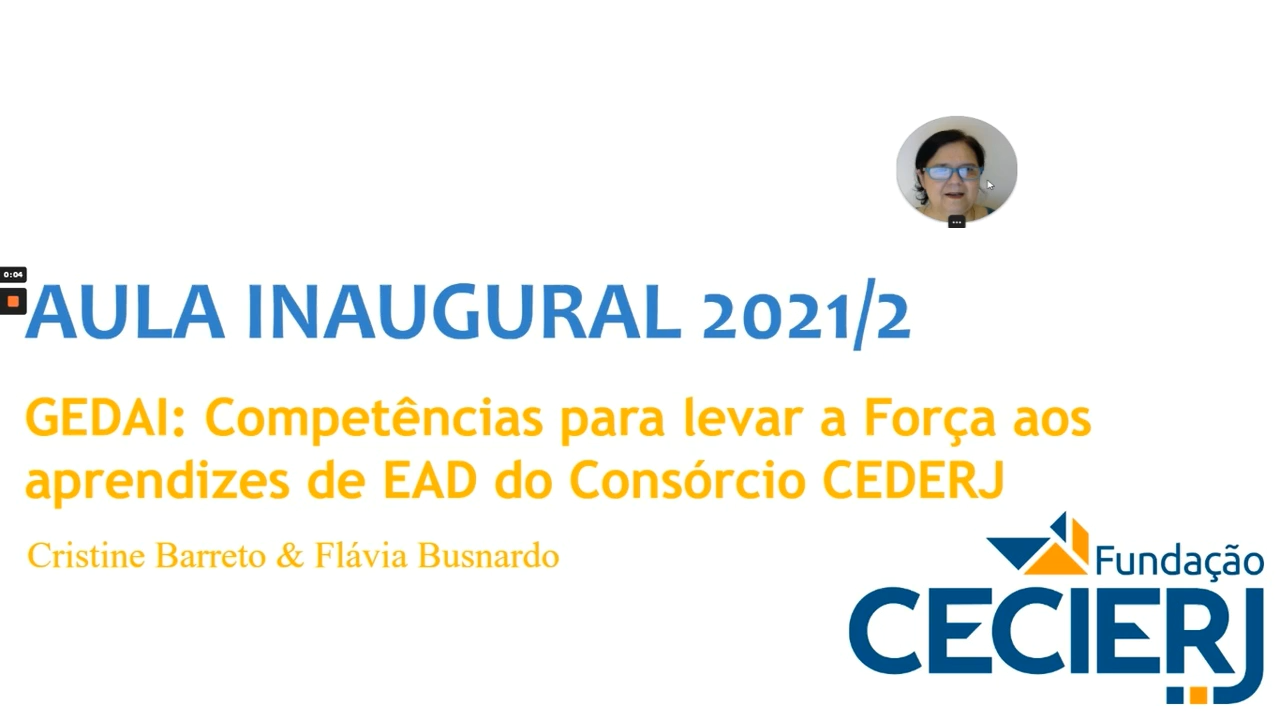 0:04
AULA INAUGURAL 2021/2
GEDAI: Competências para levar a Força aos
aprendizes de EAD do Consórcio CEDERJ
Cristine Barreto & Flávia Busnardo
Fundação
CECIERJ